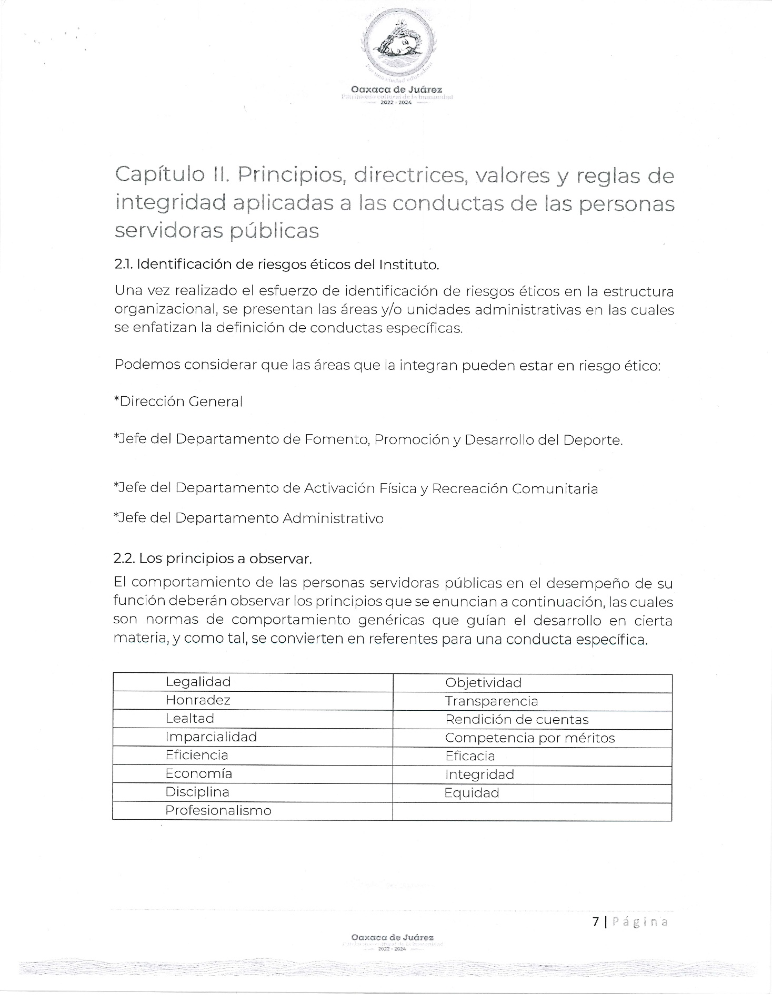 Por una ciudad educadora
Oaxaca de Juárez
Patrimonio cultural de la humanidad
2022 - 2024
Capítulo II. Principios, directrices, valores y reglas de
integridad aplicadas a las conductas de las personas
servidoras públicas
2.1. Identificación de riesgos éticos del Instituto.
Una vez realizado el esfuerzo de identificación de riesgos éticos en la estructura
organizacional, se presentan las áreas y/o unidades administrativas en las cuales
se enfatizan la definición de conductas específicas.
Podemos considerar que las áreas que la integran pueden estar en riesgo ético:
*Dirección General
*Jefe del Departamento de Fomento, Promoción y Desarrollo del Deporte.
*Jefe del Departamento de Activación Física y Recreación Comunitaria
*Jefe del Departamento Administrativo
2.2. Los principios a observar.
El comportamiento de las personas servidoras públicas en el desempeño de su
función deberán observar los principios que se enuncian a continuación, las cuales
son normas de comportamiento genéricas que guían el desarrollo en cierta
materia, y como tal, se convierten en referentes para una conducta específica.
Legalidad Objetividad
Honradez Transparencia
Lealtad Rendición de cuentas
Imparcialidad Competencia por méritos
Eficiencia Eficacia
Economía Integridad
Disciplina Equidad
Profesionalismo
7 | Página
Oaxaca de Juárez
Patrimonio cultural de la humanidad
2022 - 2024